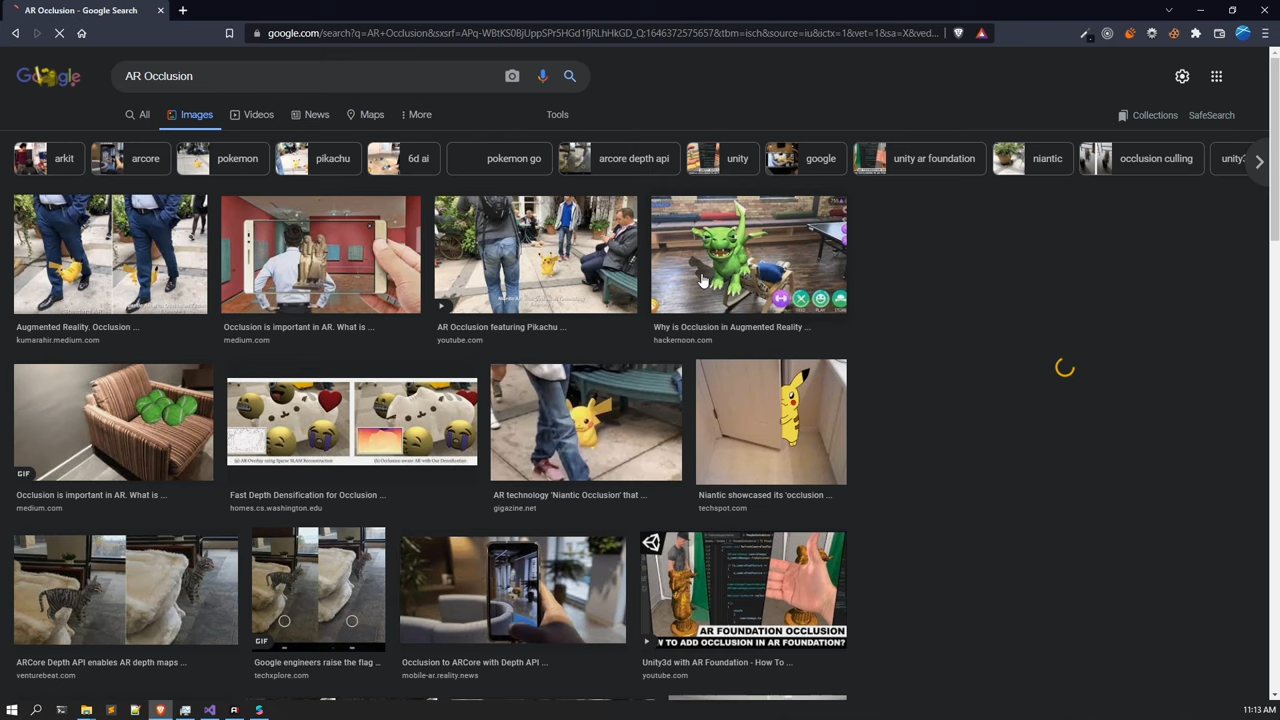 AR Occlusion - Google Search
google.com/search?q=AR+Occlusion&sxsrf=APq-WBtKS0BjUppSPr5HGd1fjRLhHkGD_Q:1646372575657&tbm=isch&source=iu&ictx=1&vet=1&sa=X&ved...
AR Occlusion
All Images Videos News Maps More Tools Collections SafeSearch
arkit arcore pokemon pikachu 6d ai pokemon go arcore depth api unity google unity ar foundation niantic occlusion culling unity3
Augmented Reality. Occlusion ...
kumarahir.medium.com
Occlusion is important in AR. What is ...
medium.com
AR Occlusion featuring Pikachu ...
youtube.com
Why is Occlusion in Augmented Reality ...
hackernoon.com
GIF
Occlusion is important in AR. What is ...
medium.com
(a) AR Overlay using Sparse SLAM Reconstruction
Fast Depth Densification for Occlusion ...
homes.cs.washington.edu
AR technology 'Niantic Occlusion' that ...
gigazine.net
Niantic showcased its 'occlusion ...
techspot.com
ARCore Depth API enables AR depth maps ...
venturebeat.com
GIF
Google engineers raise the flag ...
techxplore.com
Occlusion to ARCore with Depth API ...
mobile-ar.reality.news
AR FOUNDATION OCCLUSION
W TO ADD OCCLUSION IN AR FOUNDATION?
Unity3d with AR Foundation - How To ...
youtube.com
11:13 AM